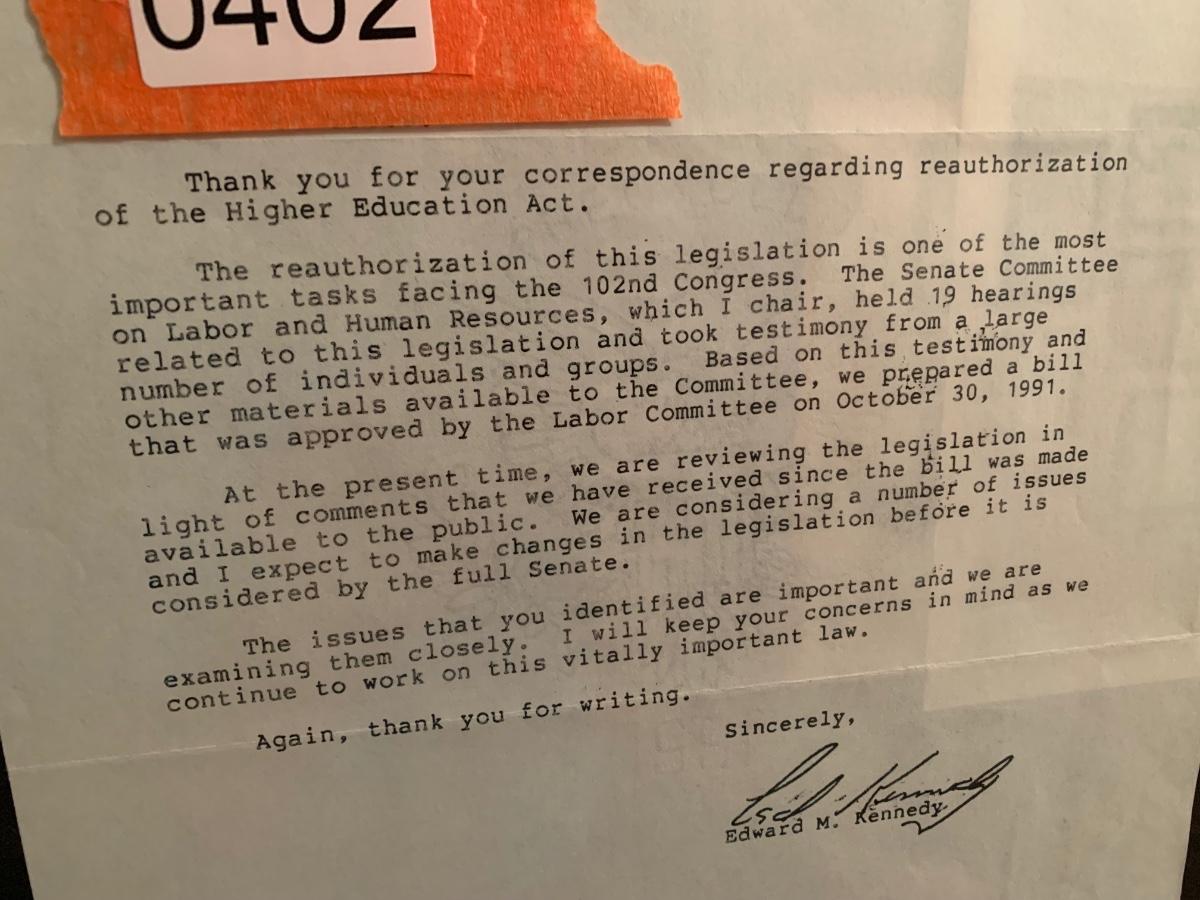 0402
Thank you for your correspondence regarding reauthorization
of the Higher Education Act.
The reauthorization of this legislation is one of the most
important tasks facing the 102nd Congress. The Senate Committee
on Labor and Human Resources, which I chair, held 19 hearings
related to this legislation and took testimony from a large
number of individuals and groups. Based on this testimony and
other materials available to the Committee, we prepared a bill
that was approved by the Labor Committee on October 30, 1991.
At the present time, we are reviewing the legislation in
light of comments that we have received since the bill was made
available to the public. We are considering a number of issues
and I expect to make changes in the legislation before it is
considered by the full Senate.
The issues that you identified are important and we are
examining them closely. I will keep your concerns in mind as we
continue to work on this vitally important law.
Again, thank you for writing.
Sincerely,
Ted Kennedy
Edward M. Kennedy